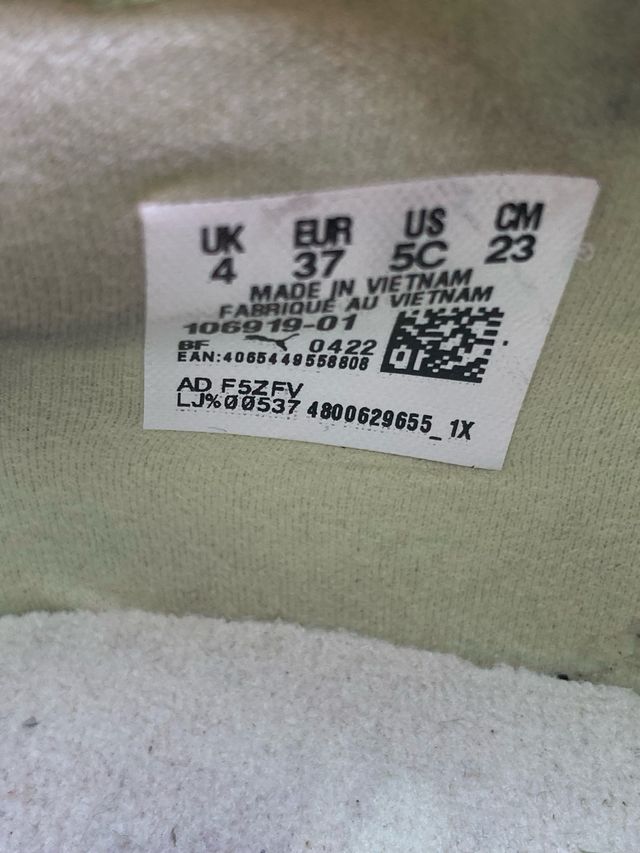 UK EUR US CM
4 37 5C 23
MADE IN VIETNAM
FABRIQUÉ AU VIETNAM
106919-01
BF 0422
EAN:4065449558808
AD F5ZFV
LJ%00537 4800629655_1X